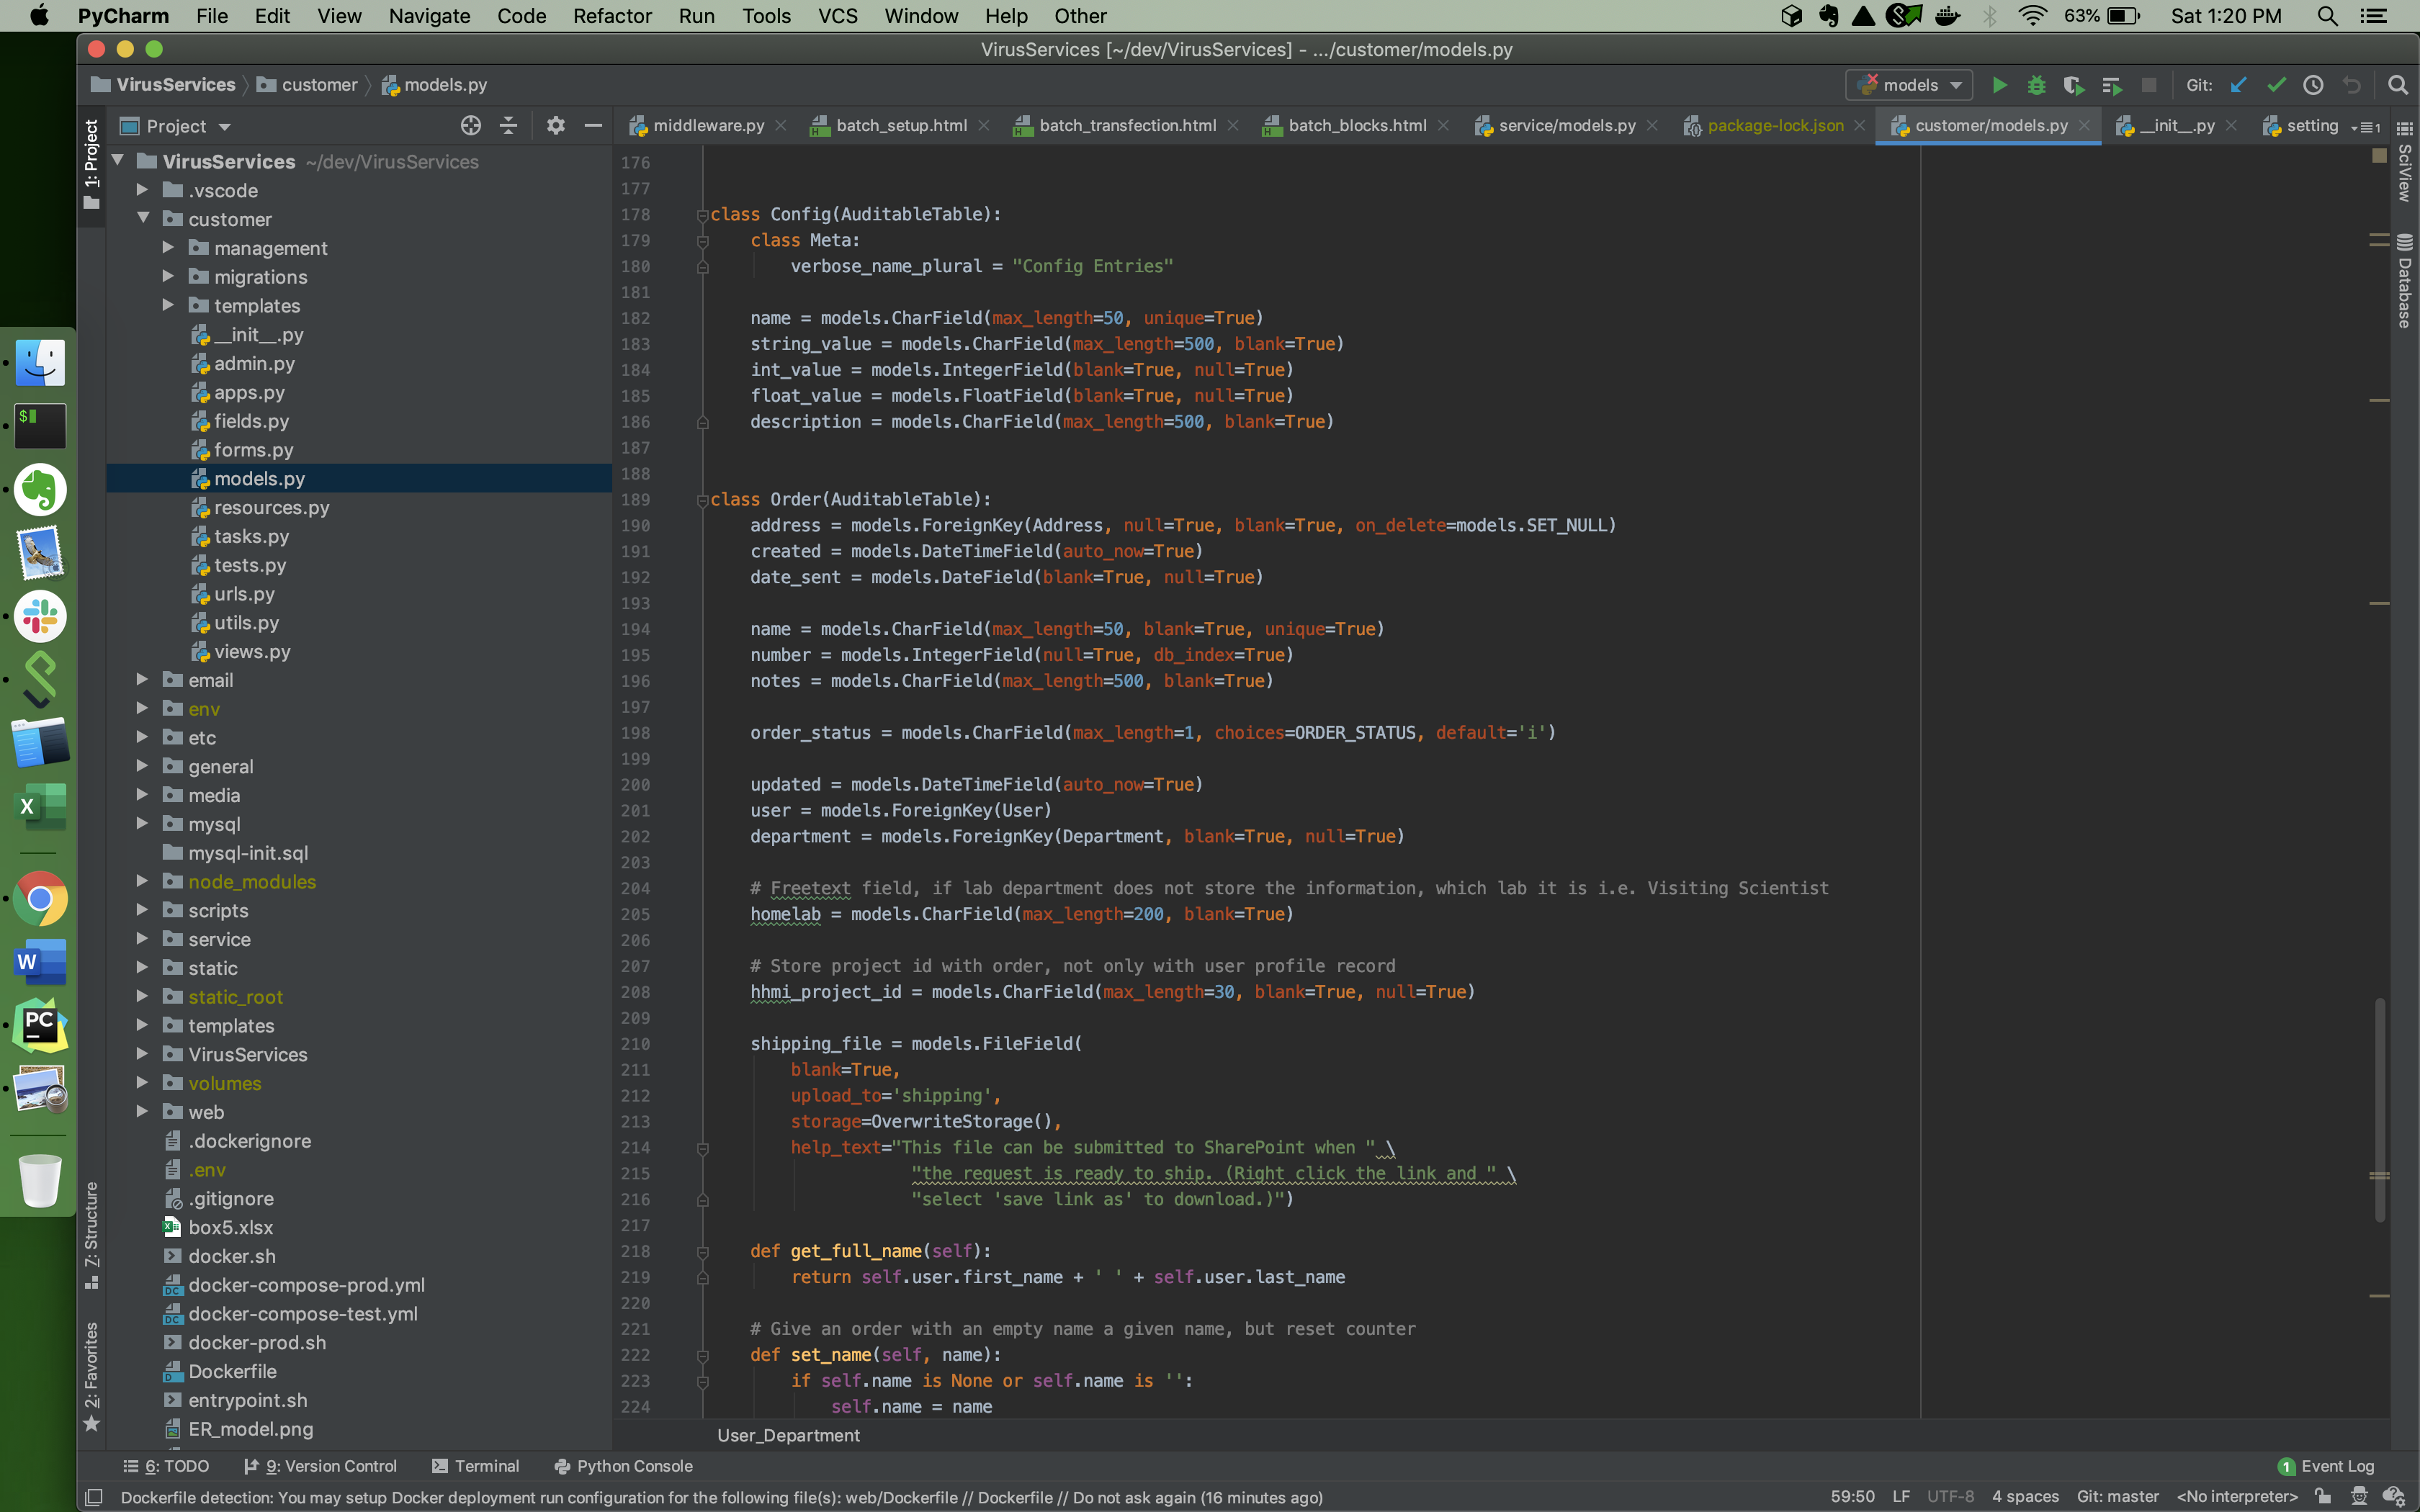 PyCharm File Edit View Navigate Code Refactor Run Tools VCS Window Help Other 63% Sat 1:20 PM
VirusServices [~/dev/VirusServices] - .../customer/models.py
VirusServices customer models.py models Git:
Project
middleware.py batch_setup.html batch_transfection.html batch_blocks.html service/models.py package-lock.json customer/models.py __init__.py setting 1
1: Project
Z: Structure
2: Favorites
SciView
Database
VirusServices ~/dev/VirusServices
.vscode
customer
management
migrations
templates
__init__.py
admin.py
apps.py
fields.py
forms.py
models.py
resources.py
tasks.py
tests.py
urls.py
utils.py
views.py
email
env
etc
general
media
mysql
mysql-init.sql
node_modules
scripts
service
static
static_root
templates
VirusServices
volumes
web
.dockerignore
.env
.gitignore
box5.xlsx
docker.sh
docker-compose-prod.yml
docker-compose-test.yml
docker-prod.sh
Dockerfile
entrypoint.sh
ER_model.png
176
177
178 class Config(AuditableTable):
179 class Meta:
180 verbose_name_plural = "Config Entries"
181
182 name = models.CharField(max_length=50, unique=True)
183 string_value = models.CharField(max_length=500, blank=True)
184 int_value = models.IntegerField(blank=True, null=True)
185 float_value = models.FloatField(blank=True, null=True)
186 description = models.CharField(max_length=500, blank=True)
187
188
189 class Order(AuditableTable):
190 address = models.ForeignKey(Address, null=True, blank=True, on_delete=models.SET_NULL)
191 created = models.DateTimeField(auto_now=True)
192 date_sent = models.DateField(blank=True, null=True)
193
194 name = models.CharField(max_length=50, blank=True, unique=True)
195 number = models.IntegerField(null=True, db_index=True)
196 notes = models.CharField(max_length=500, blank=True)
197
198 order_status = models.CharField(max_length=1, choices=ORDER_STATUS, default='i')
199
200 updated = models.DateTimeField(auto_now=True)
201 user = models.ForeignKey(User)
202 department = models.ForeignKey(Department, blank=True, null=True)
203
204 # Freetext field, if lab department does not store the information, which lab it is i.e. Visiting Scientist
205 homelab = models.CharField(max_length=200, blank=True)
206
207 # Store project id with order, not only with user profile record
208 hhmi_project_id = models.CharField(max_length=30, blank=True, null=True)
209
210 shipping_file = models.FileField(
211 blank=True,
212 upload_to='shipping',
213 storage=OverwriteStorage(),
214 help_text="This file can be submitted to SharePoint when " \
215 "the request is ready to ship. (Right click the link and " \
216 "select 'save link as' to download.)")
217
218 def get_full_name(self):
219 return self.user.first_name + ' ' + self.user.last_name
220
221 # Give an order with an empty name a given name, but reset counter
222 def set_name(self, name):
223 if self.name is None or self.name is '':
224 self.name = name
User_Department
6: TODO 9: Version Control Terminal Python Console 1 Event Log
Dockerfile detection: You may setup Docker deployment run configuration for the following file(s): web/Dockerfile // Dockerfile // Do not ask again (16 minutes ago) 59:50 LF UTF-8 4 spaces Git: master <No interpreter>